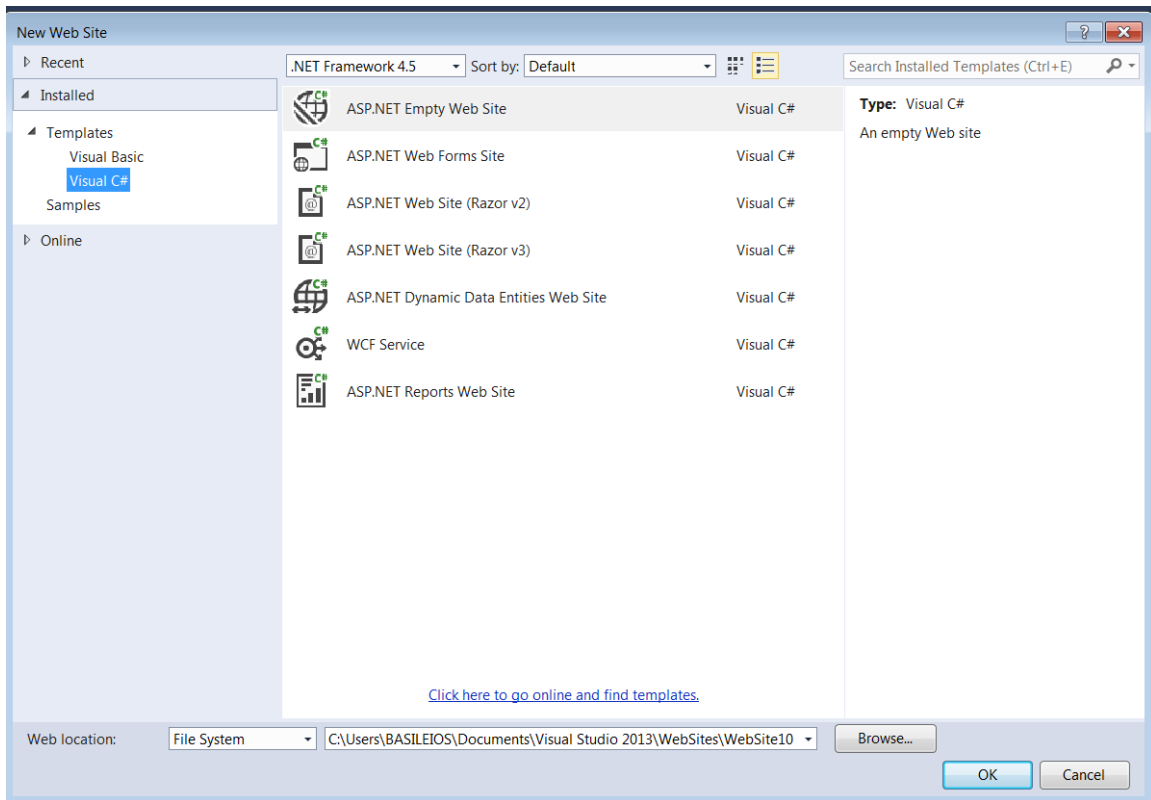 New Web Site
Recent
.NET Framework 4.5 Sort by: Default
Search Installed Templates (Ctrl+E)
Installed
Templates
Visual Basic
Visual C#
Samples
Online
C# ASP.NET Empty Web Site Visual C#
C# ASP.NET Web Forms Site Visual C#
C# @ ASP.NET Web Site (Razor v2) Visual C#
C# @ ASP.NET Web Site (Razor v3) Visual C#
C# ASP.NET Dynamic Data Entities Web Site Visual C#
C# WCF Service Visual C#
C# ASP.NET Reports Web Site Visual C#
Type: Visual C#
An empty Web site
Click here to go online and find templates.
Web location: File System C:\Users\BASILEIOS\Documents\Visual Studio 2013\WebSites\WebSite10 Browse...
OK Cancel